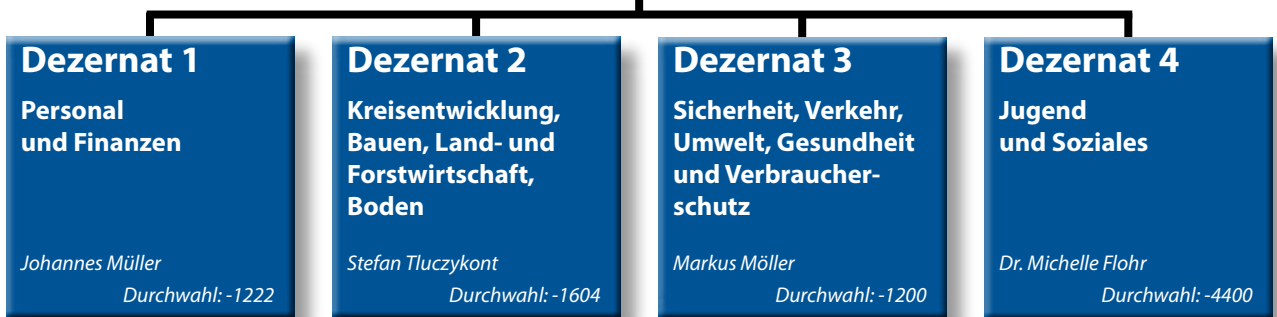 Dezernat 1
Personal
und Finanzen
Johannes Müller
Durchwahl: -1222
Dezernat 2
Kreisentwicklung,
Bauen, Land- und
Forstwirtschaft,
Boden
Stefan Tluczykont
Durchwahl: -1604
Dezernat 3
Sicherheit, Verkehr,
Umwelt, Gesundheit
und Verbraucher-
schutz
Markus Möller
Durchwahl: -1200
Dezernat 4
Jugend
und Soziales
Dr. Michelle Flohr
Durchwahl: -4400